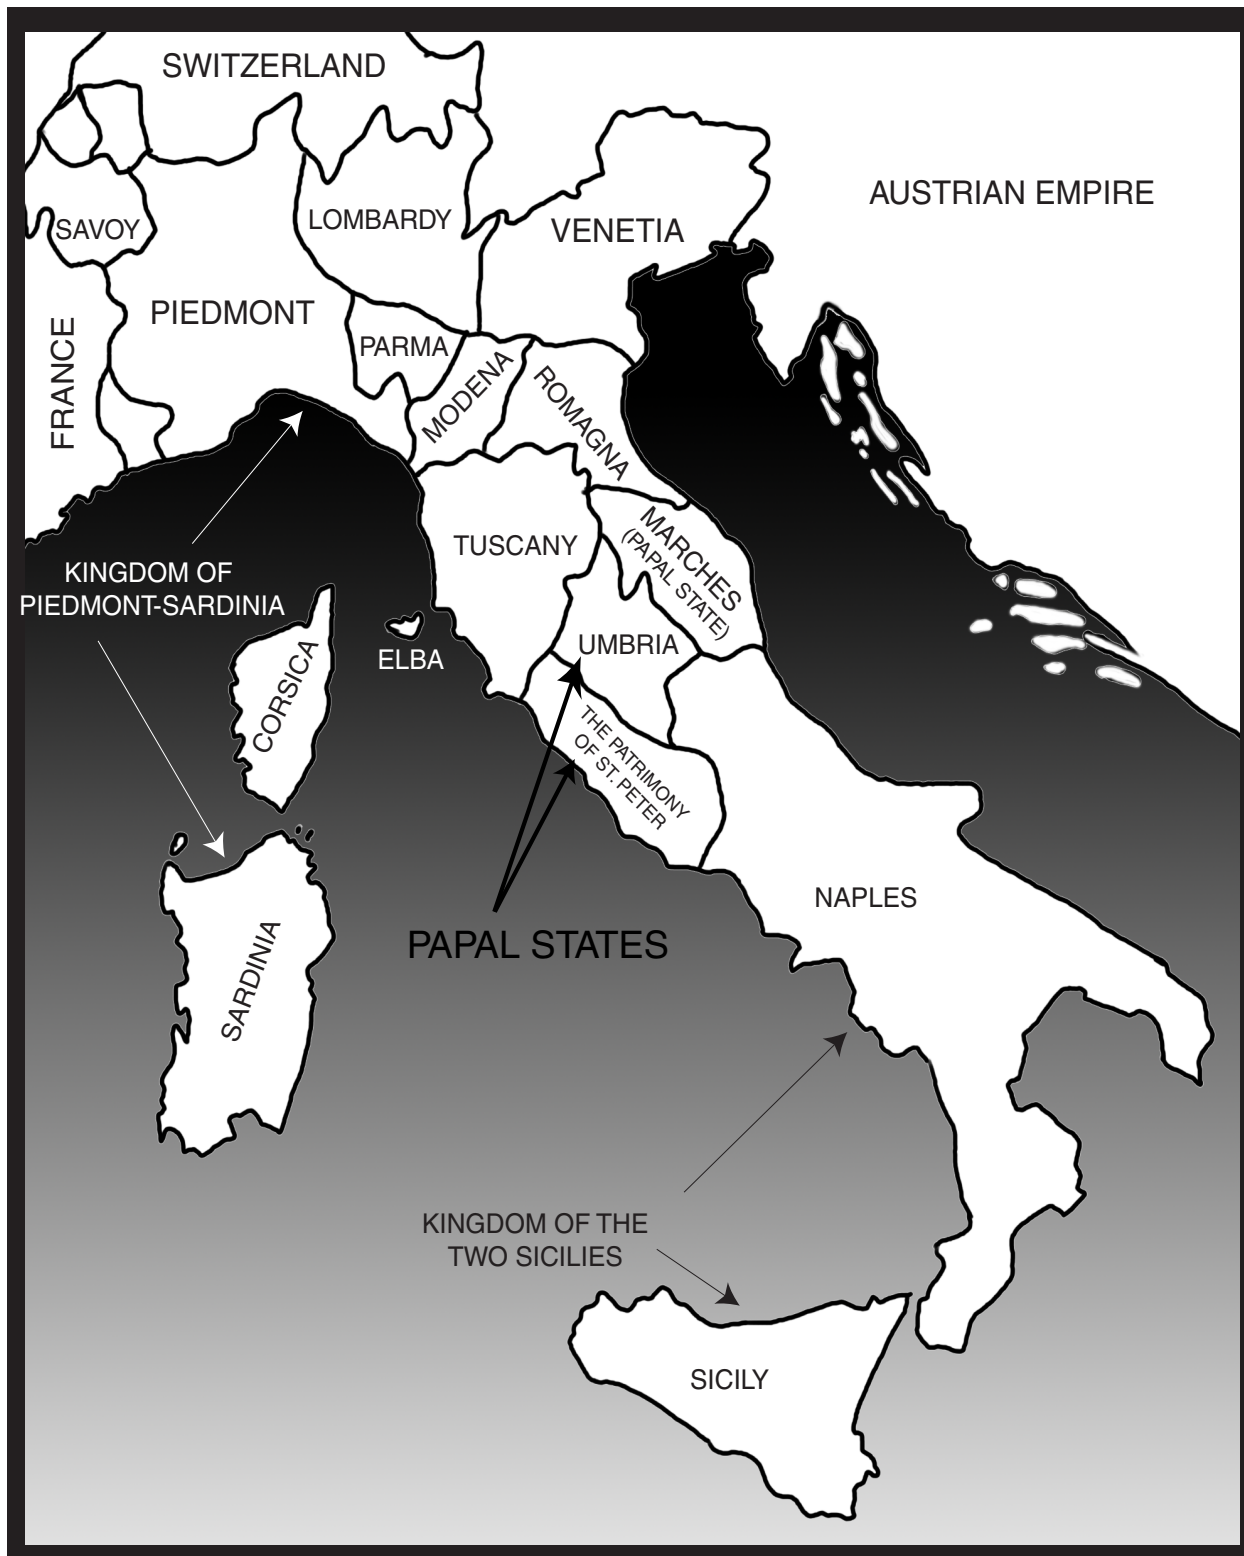 SWITZERLAND
AUSTRIAN EMPIRE
SAVOY
LOMBARDY
VENETIA
PIEDMONT
FRANCE
PARMA
MODENA
ROMAGNA
TUSCANY
MARCHES
(PAPAL STATE)
KINGDOM OF
PIEDMONT-SARDINIA
ELBA
UMBRIA
CORSICA
THE PATRIMONY
OF ST. PETER
NAPLES
PAPAL STATES
SARDINIA
KINGDOM OF THE
TWO SICILIES
SICILY